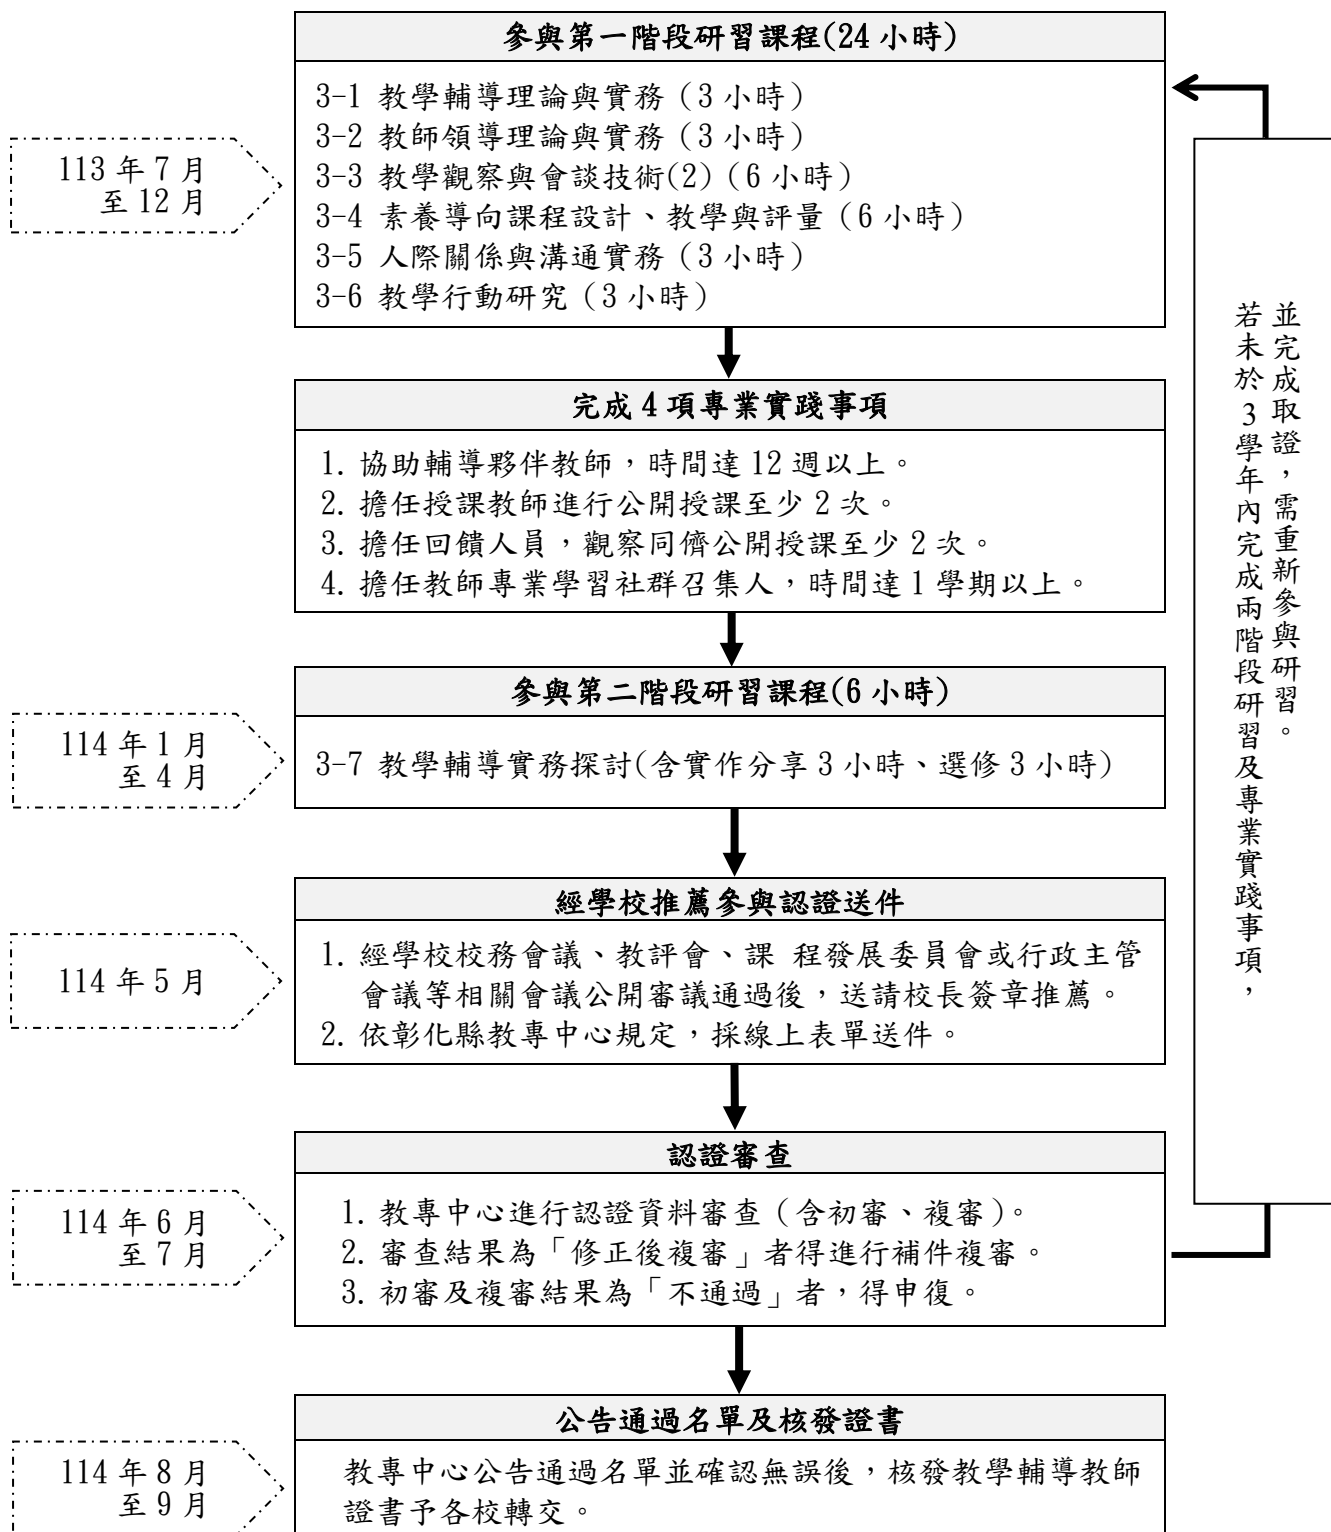 參與第一階段研習課程(24 小時)
3-1 教學輔導理論與實務（3 小時）
3-2 教師領導理論與實務（3 小時）
3-3 教學觀察與會談技術(2)（6 小時）
3-4 素養導向課程設計、教學與評量（6 小時）
3-5 人際關係與溝通實務（3 小時）
3-6 教學行動研究（3 小時）
113 年 7 月
至 12 月
完成 4 項專業實踐事項
1. 協助輔導夥伴教師，時間達 12 週以上。
2. 擔任授課教師進行公開授課至少 2 次。
3. 擔任回饋人員，觀察同儕公開授課至少 2 次。
4. 擔任教師專業學習社群召集人，時間達 1 學期以上。
參與第二階段研習課程(6 小時)
114 年 1 月
至 4 月
3-7 教學輔導實務探討(含實作分享 3 小時、選修 3 小時)
經學校推薦參與認證送件
114 年 5 月
1. 經學校校務會議、教評會、課 程發展委員會或行政主管
會議等相關會議公開審議通過後，送請校長簽章推薦。
2. 依彰化縣教專中心規定，採線上表單送件。
認證審查
114 年 6 月
至 7 月
1. 教專中心進行認證資料審查（含初審、複審）。
2. 審查結果為「修正後複審」者得進行補件複審。
3. 初審及複審結果為「不通過」者，得申復。
公告通過名單及核發證書
114 年 8 月
至 9 月
教專中心公告通過名單並確認無誤後，核發教學輔導教師
證書予各校轉交。
若未於 3 學年內完成兩階段研習及專業實踐事項，
並完成取證，需重新參與研習。